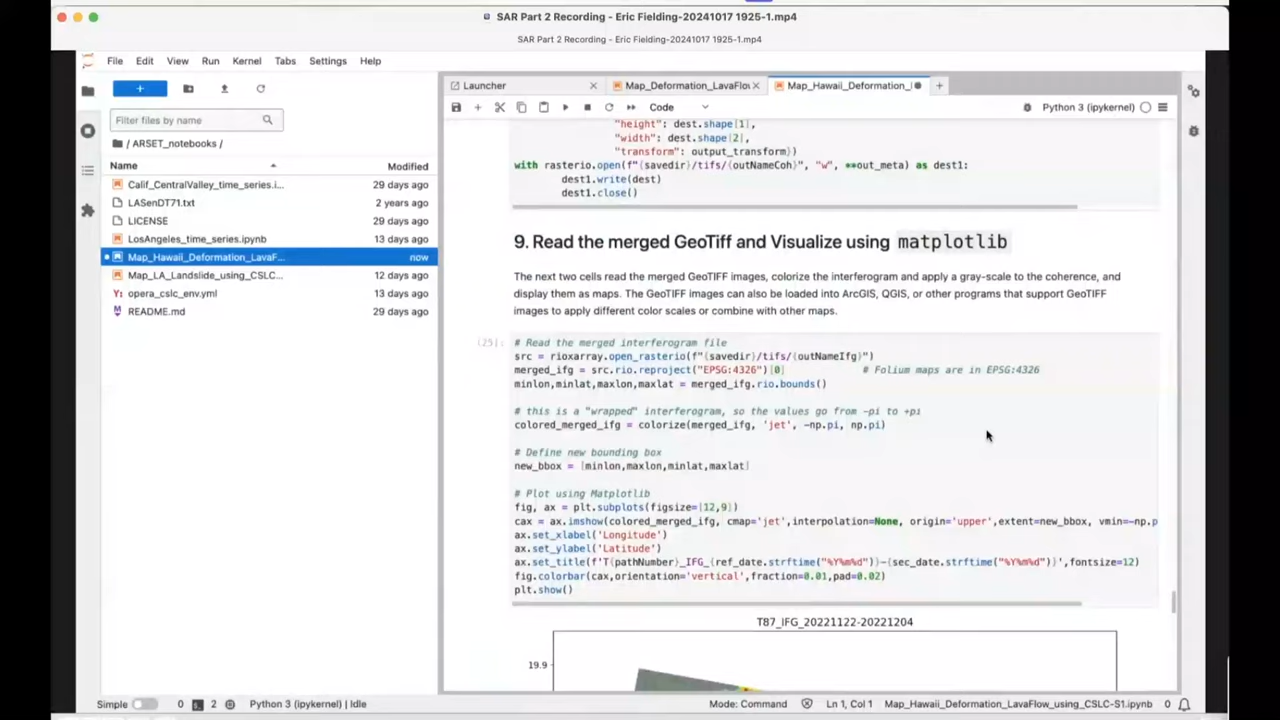 SAR Part 2 Recording - Eric Fielding-20241017 1925-1.mp4
SAR Part 2 Recording - Eric Fielding-20241017 1925-1.mp4
File Edit View Run Kernel Tabs Settings Help
+
Filter files by name
/ ARSET_notebooks /
Name Modified
Calif_CentralValley_time_series.i... 29 days ago
LASenDT71.txt 2 years ago
LICENSE 29 days ago
LosAngeles_time_series.ipynb 13 days ago
Map_Hawaii_Deformation_LavaF... now
Map_LA_Landslide_using_CSLC... 12 days ago
Y: opera_cslc_env.yml 13 days ago
README.md 29 days ago
Launcher Map_Deformation_LavaFlo Map_Hawaii_Deformation_
Code Python 3 (ipykernel)
"height": dest.shape[1],
"width": dest.shape[2],
"transform": output_transform})
with rasterio.open(f"{savedir}/tifs/{outNameCoh}", "w", **out_meta) as dest1:
dest1.write(dest)
dest1.close()
9. Read the merged GeoTiff and Visualize using matplotlib
The next two cells read the merged GeoTIFF images, colorize the interferogram and apply a gray-scale to the coherence, and
display them as maps. The GeoTIFF images can also be loaded into ArcGIS, QGIS, or other programs that support GeoTIFF
images to apply different color scales or combine with other maps.
[25]: # Read the merged interferogram file
src = rioxarray.open_rasterio(f"{savedir}/tifs/{outNameIfg}")
merged_ifg = src.rio.reproject("EPSG:4326")[0] # Folium maps are in EPSG:4326
minlon,minlat,maxlon,maxlat = merged_ifg.rio.bounds()
# this is a "wrapped" interferogram, so the values go from -pi to +pi
colored_merged_ifg = colorize(merged_ifg, 'jet', -np.pi, np.pi)
# Define new bounding box
new_bbox = [minlon,maxlon,minlat,maxlat]
# Plot using Matplotlib
fig, ax = plt.subplots(figsize=[12,9])
cax = ax.imshow(colored_merged_ifg, cmap='jet',interpolation=None, origin='upper',extent=new_bbox, vmin=-np.p
ax.set_xlabel('Longitude')
ax.set_ylabel('Latitude')
ax.set_title(f'T{pathNumber}_IFG_{ref_date.strftime("%Y%m%d")}-{sec_date.strftime("%Y%m%d")}',fontsize=12)
fig.colorbar(cax,orientation='vertical',fraction=0.01,pad=0.02)
plt.show()
T87_IFG_20221122-20221204
19.9
Simple 0 2 Python 3 (ipykernel) | Idle Mode: Command Ln 1, Col 1 Map_Hawaii_Deformation_LavaFlow_using_CSLC-S1.ipynb 0